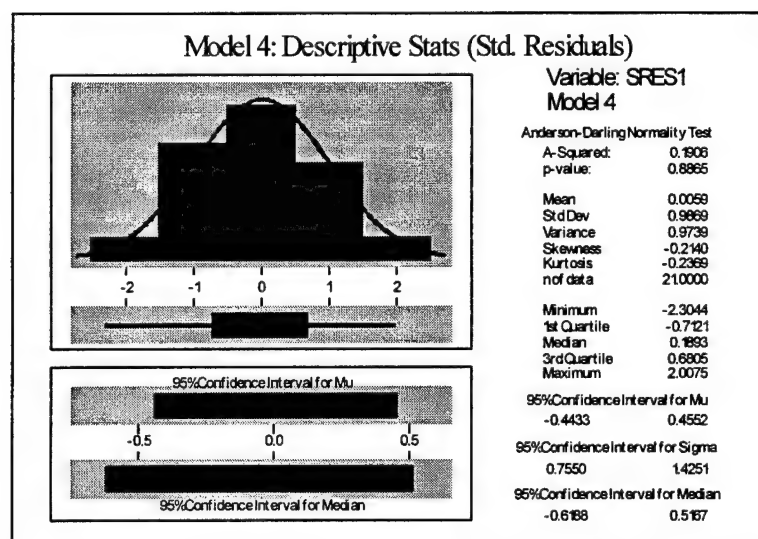 Model 4: Descriptive Stats (Std. Residuals)
Variable: SRES1
Model 4
Anderson-Darling Normality Test
A-Squared: 0.1906
p-value: 0.8865
Mean 0.0059
Std Dev 0.9869
Variance 0.9739
Skewness -0.2140
Kurtosis -0.2369
n of data 21.0000
Minimum -2.3044
1st Quartile -0.7121
Median 0.1893
3rd Quartile 0.6805
Maximum 2.0075
95% Confidence Interval for Mu
-0.4433 0.4552
95% Confidence Interval for Sigma
0.7550 1.4251
95% Confidence Interval for Median
-0.6188 0.5167
-2 -1 0 1 2
95% Confidence Interval for Mu
-0.5 0.0 0.5
95% Confidence Interval for Median